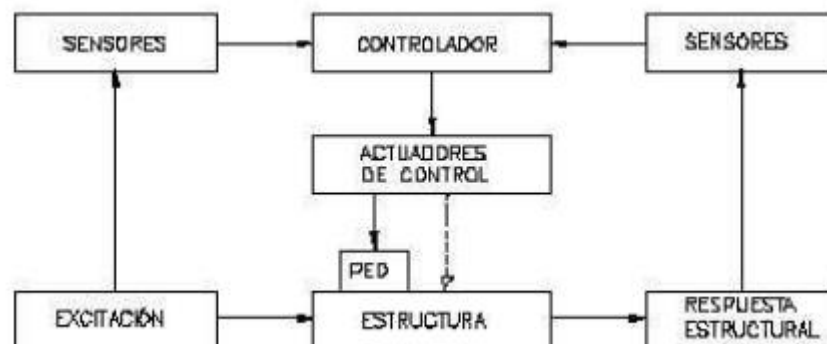 SENSORES
CONTROLADOR
SENSORES
ACTUADORES
DE CONTROL
PED
EXCITACIÓN
ESTRUCTURA
RESPUESTA
ESTRUCTURAL